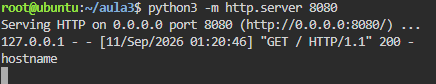 root@ubuntu:~/aula3$ python3 -m http.server 8080
Serving HTTP on 0.0.0.0 port 8080 (http://0.0.0.0:8080/) ...
127.0.0.1 - - [11/Sep/2026 01:20:46] "GET / HTTP/1.1" 200 -
hostname